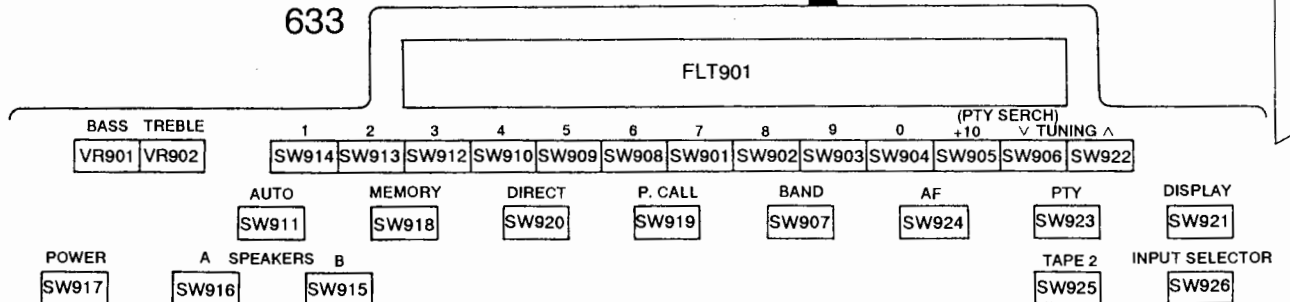 633
FLT901
(PTY SERCH)
BASS TREBLE 1 2 3 4 5 6 7 8 9 0 +10 ∨ TUNING ∧
VR901 VR902 SW914 SW913 SW912 SW910 SW909 SW908 SW901 SW902 SW903 SW904 SW905 SW906 SW922
AUTO MEMORY DIRECT P. CALL BAND AF PTY DISPLAY
SW911 SW918 SW920 SW919 SW907 SW924 SW923 SW921
POWER A SPEAKERS B TAPE 2 INPUT SELECTOR
SW917 SW916 SW915 SW925 SW926